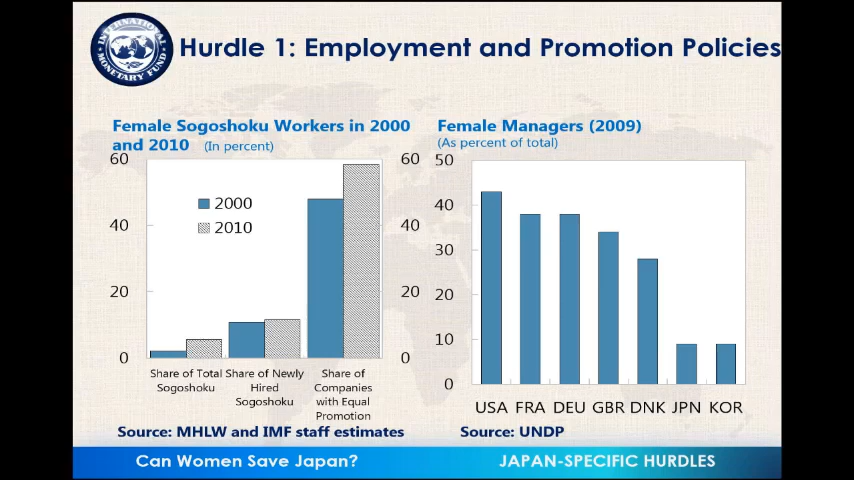 INTERNATIONAL
MONETARY FUND
Hurdle 1: Employment and Promotion Policies
Female Sogoshoku Workers in 2000
and 2010 (In percent)
60
40
20
0
2000
2010
60
40
20
0
Share of Total
Sogoshoku
Share of Newly
Hired
Sogoshoku
Share of
Companies
with Equal
Promotion
Source: MHLW and IMF staff estimates
Female Managers (2009)
(As percent of total)
50
40
30
20
10
0
USA FRA DEU GBR DNK JPN KOR
Source: UNDP
Can Women Save Japan?
JAPAN-SPECIFIC HURDLES